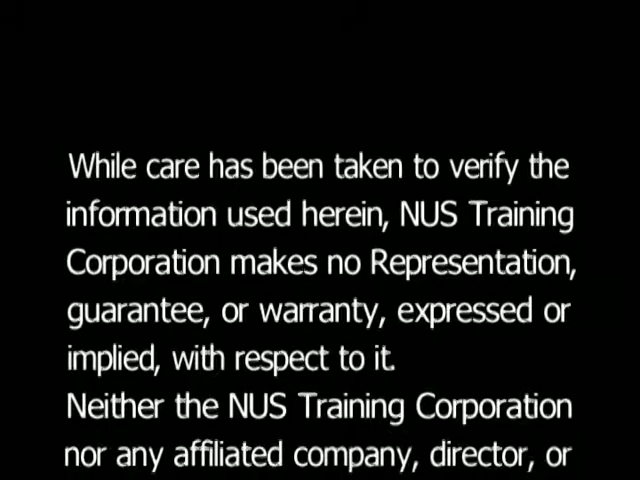 While care has been taken to verify the
information used herein, NUS Training
Corporation makes no Representation,
guarantee, or warranty, expressed or
implied, with respect to it.
Neither the NUS Training Corporation
nor any affiliated company, director, or